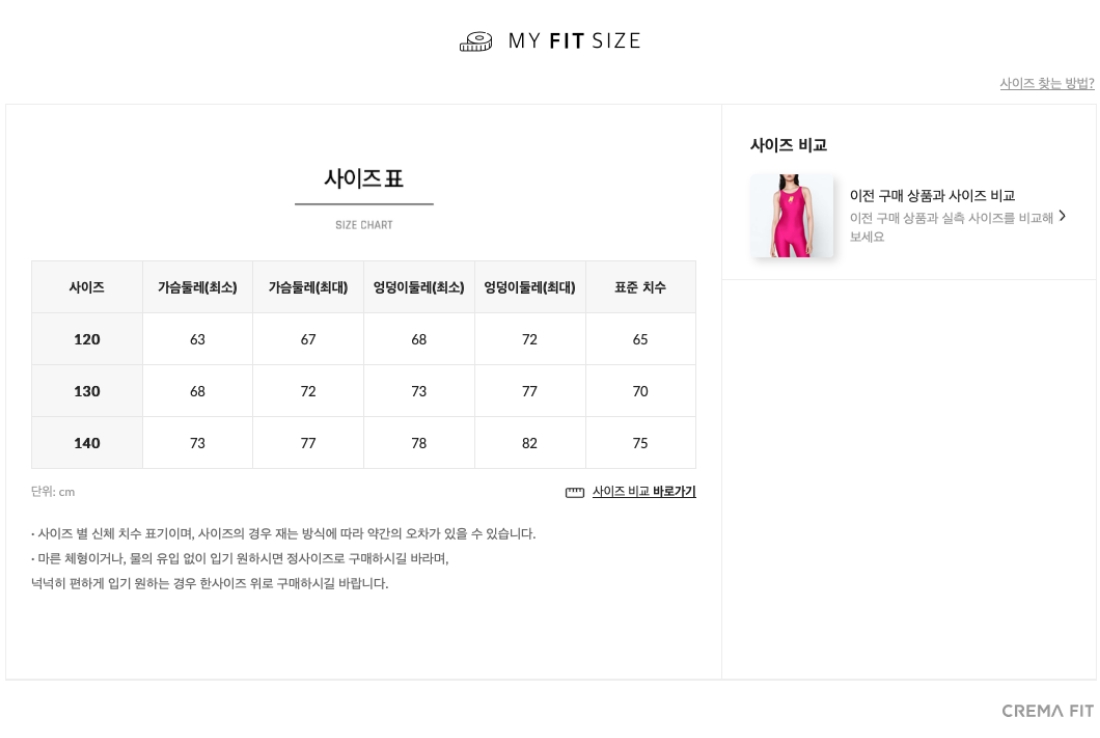 MY FIT SIZE
사이즈 찾는 방법?
사이즈 표
SIZE CHART
사이즈 가슴둘레(최소) 가슴둘레(최대) 엉덩이둘레(최소) 엉덩이둘레(최대) 표준 치수
120 63 67 68 72 65
130 68 72 73 77 70
140 73 77 78 82 75
단위: cm
사이즈 비교 바로가기
· 사이즈 별 신체 치수 표기이며, 사이즈의 경우 재는 방식에 따라 약간의 오차가 있을 수 있습니다.
· 마른 체형이거나, 물의 유입 없이 입기 원하시면 정사이즈로 구매하시길 바라며,
넉넉히 편하게 입기 원하는 경우 한사이즈 위로 구매하시길 바랍니다.
사이즈 비교
이전 구매 상품과 사이즈 비교
이전 구매 상품과 실측 사이즈를 비교해
보세요
CREMA FIT